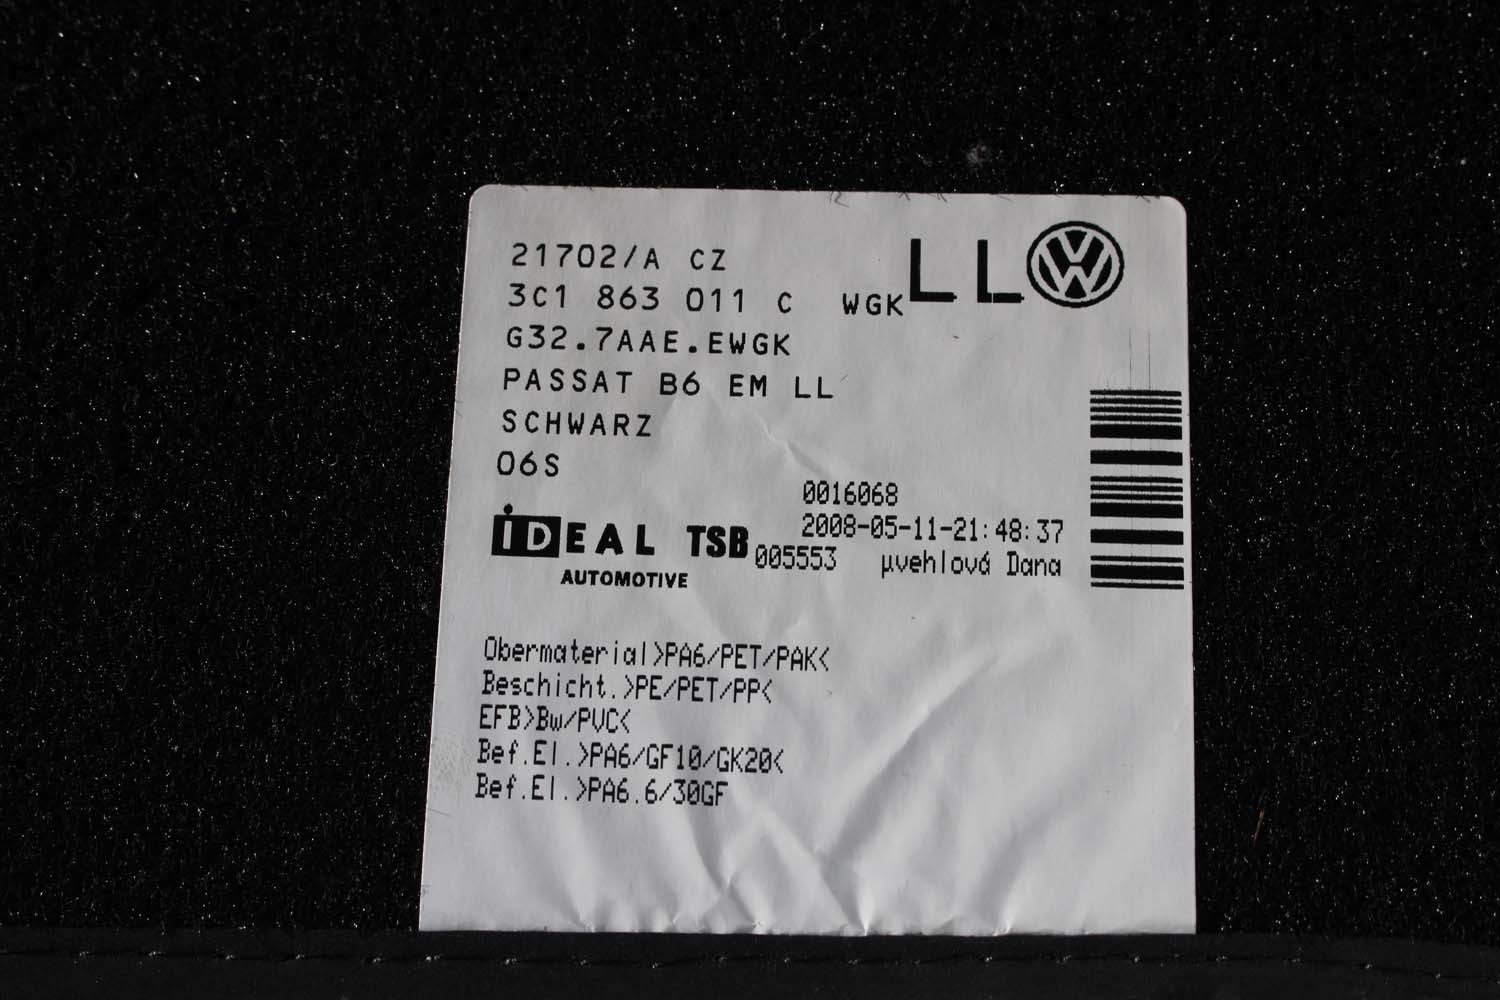 21702/A CZ
3C1 863 011 C WGK LL
G32.7AAE.EWGK
PASSAT B6 EM LL
SCHWARZ
06S
0016068
2008-05-11-21:48:37
iDEAL TSB 005553 µvehlová Dana
AUTOMOTIVE
Obermaterial>PA6/PET/PAK<
Beschicht.>PE/PET/PP<
EFB>Bw/PVC<
Bef.El.>PA6/GF10/GK20<
Bef.El.>PA6.6/30GF